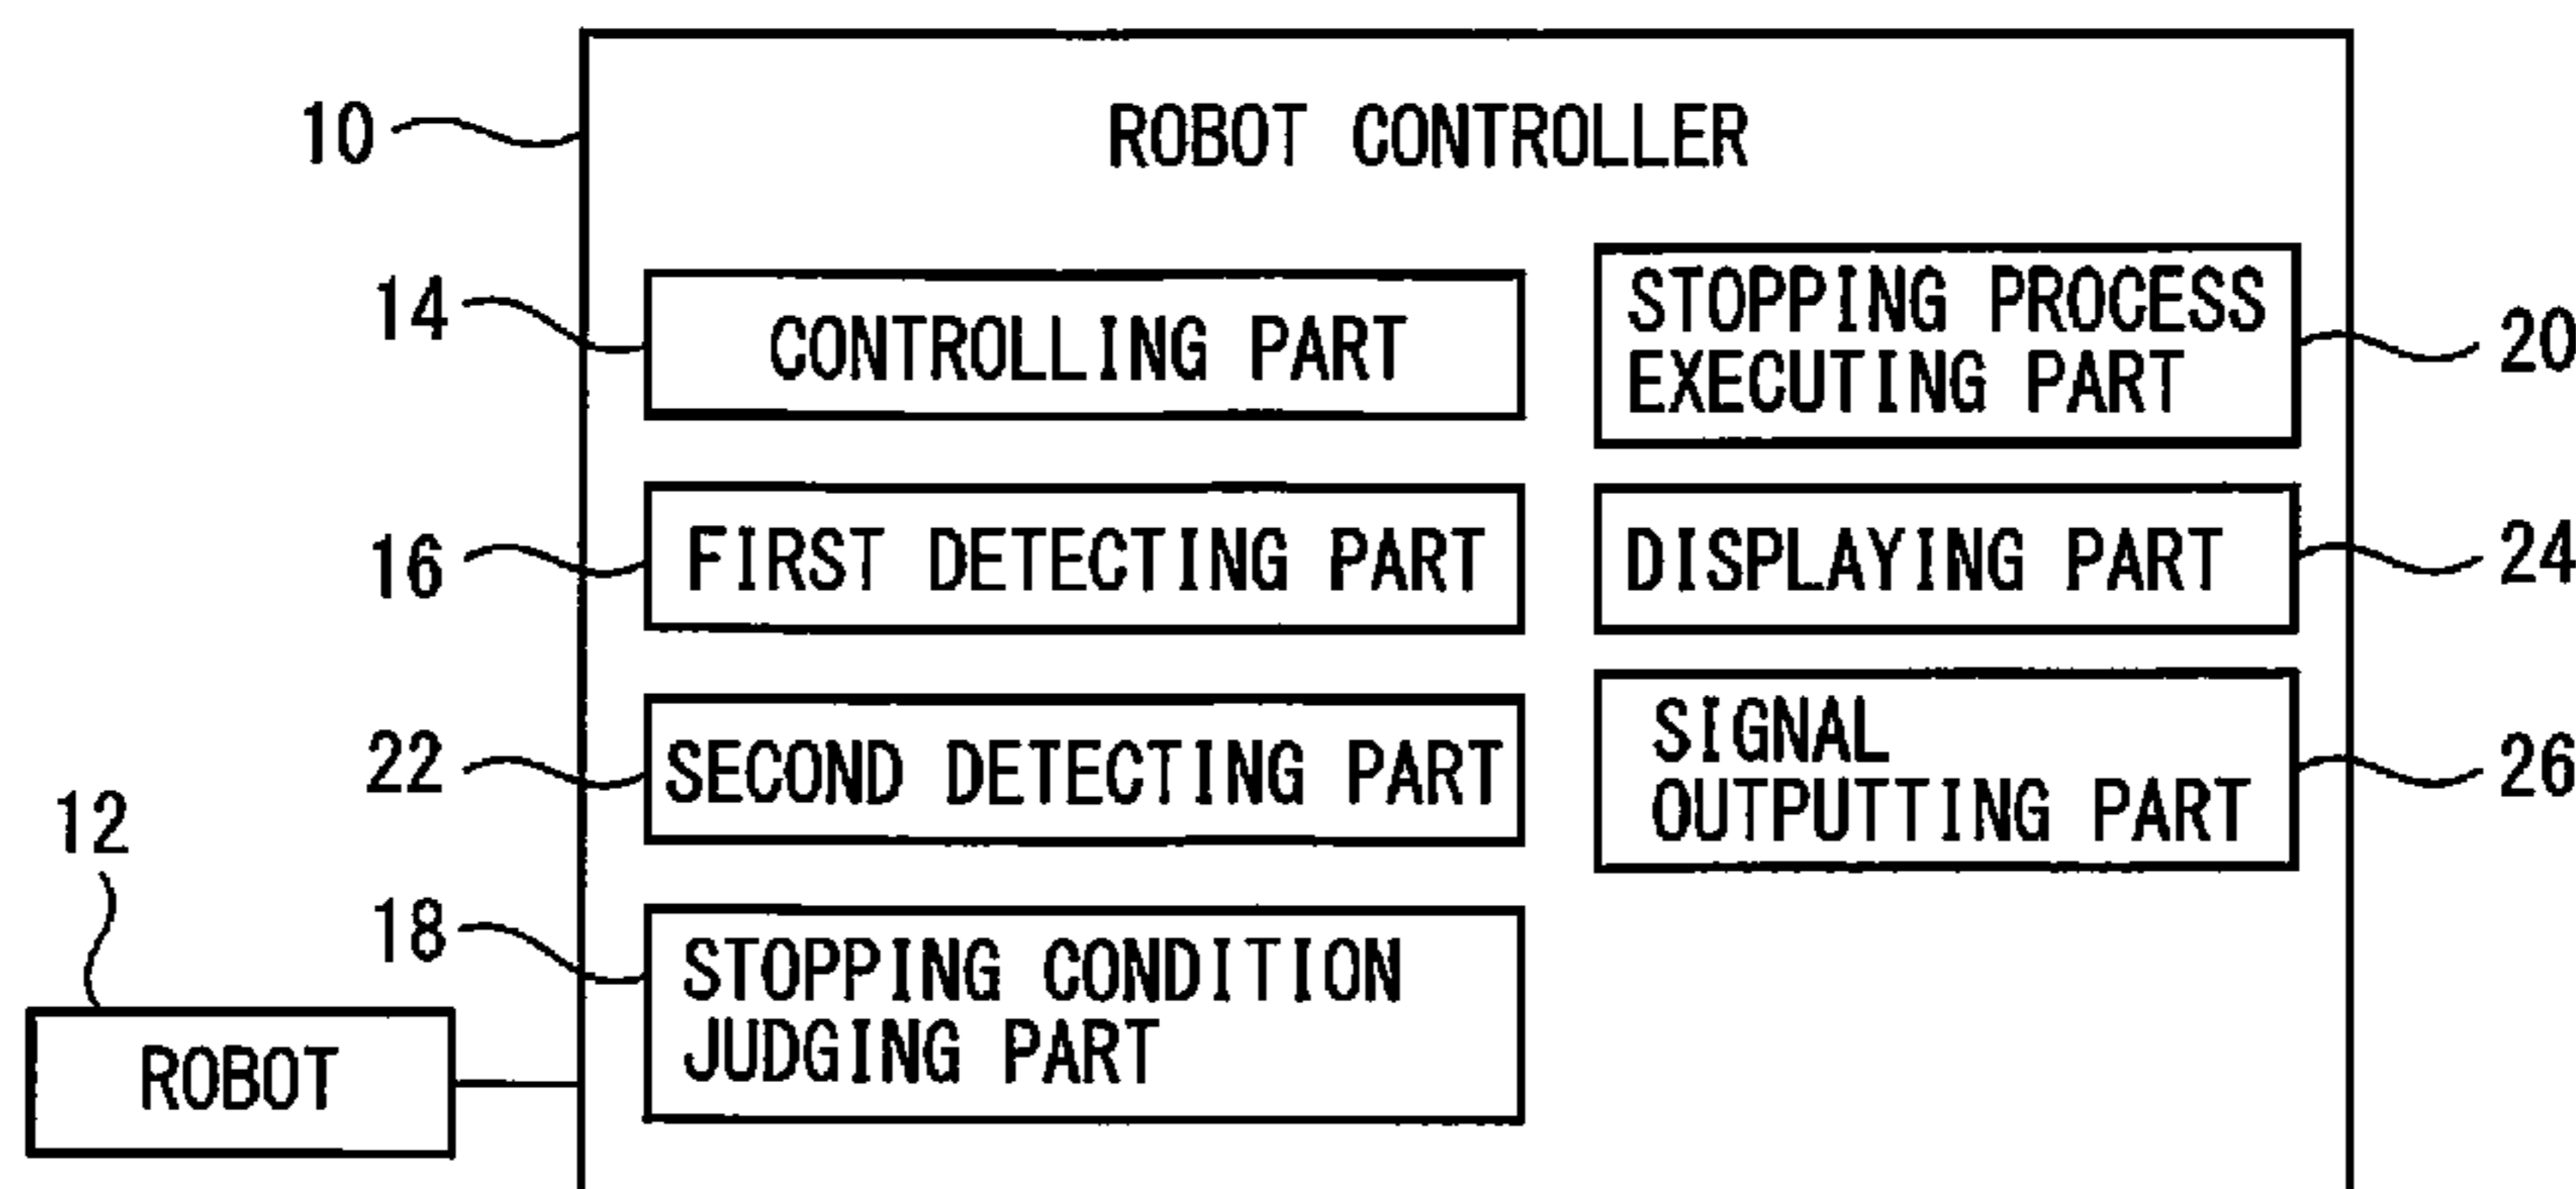 10
ROBOT CONTROLLER
14
CONTROLLING PART
STOPPING PROCESS
EXECUTING PART
20
16
FIRST DETECTING PART
DISPLAYING PART
24
22
SECOND DETECTING PART
SIGNAL
OUTPUTTING PART
26
12
18
STOPPING CONDITION
JUDGING PART
ROBOT